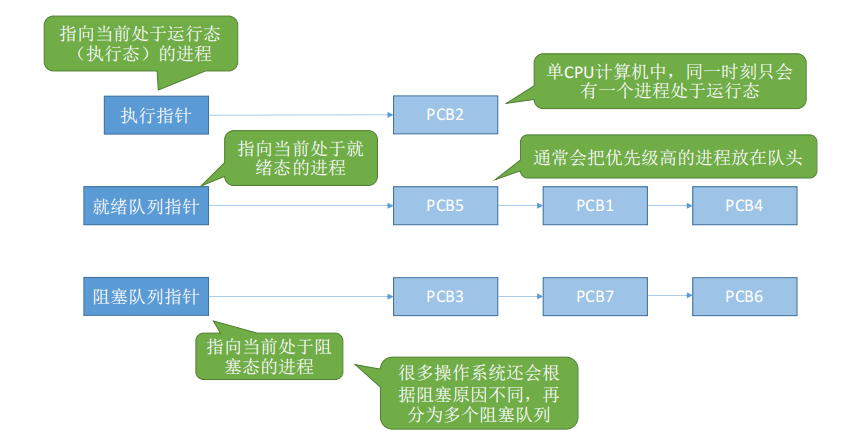 指向当前处于运行态
（执行态）的进程
单CPU计算机中，同一时刻只会
有一个进程处于运行态
执行指针
PCB2
指向当前处于就
绪态的进程
通常会把优先级高的进程放在队头
就绪队列指针
PCB5
PCB1
PCB4
阻塞队列指针
PCB3
PCB7
PCB6
指向当前处于阻
塞态的进程
很多操作系统还会根
据阻塞原因不同，再
分为多个阻塞队列